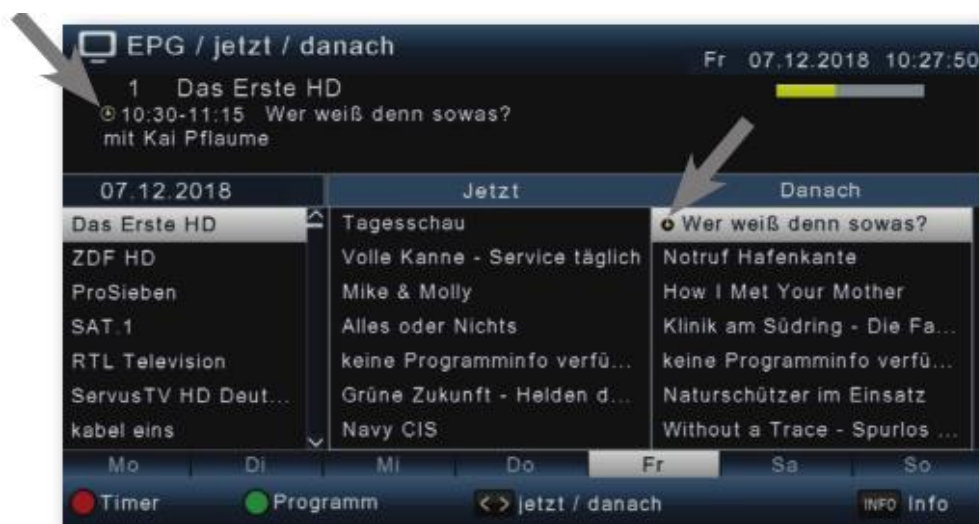 EPG / jetzt / danach
Fr 07.12.2018 10:27:50
1 Das Erste HD
10:30-11:15 Wer weiß denn sowas?
mit Kai Pflaume
07.12.2018 Jetzt Danach
Das Erste HD Tagesschau Wer weiß denn sowas?
ZDF HD Volle Kanne - Service täglich Notruf Hafenkante
ProSieben Mike & Molly How I Met Your Mother
SAT.1 Alles oder Nichts Klinik am Südring - Die Fa...
RTL Television keine Programminfo verfü... keine Programminfo verfü...
ServusTV HD Deut... Grüne Zukunft - Helden d... Naturschützer im Einsatz
kabel eins Navy CIS Without a Trace - Spurlos ...
Mo Di Mi Do Fr Sa So
Timer Programm <> jetzt / danach INFO Info